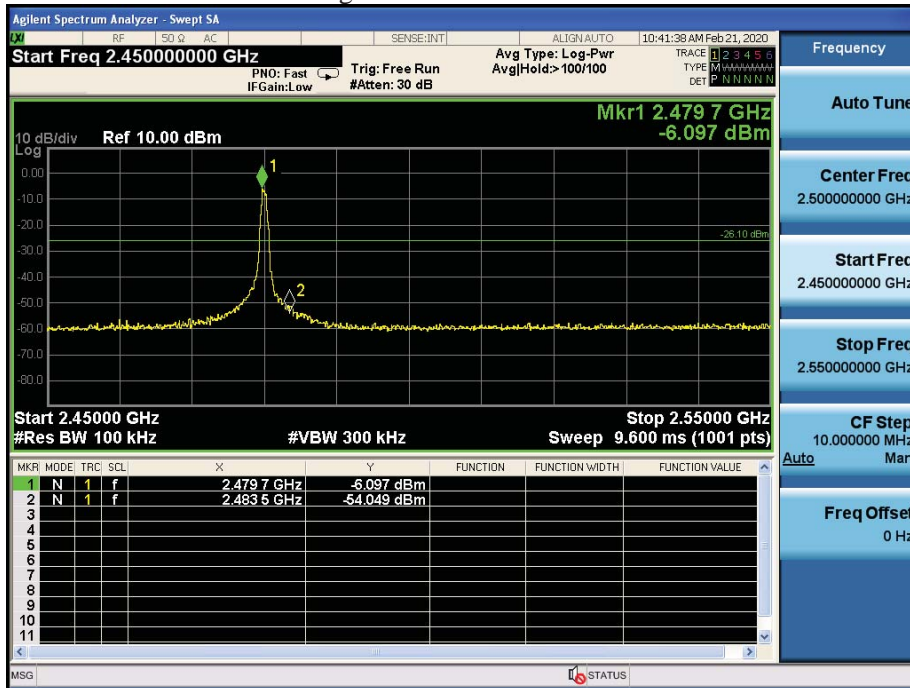 Agilent Spectrum Analyzer - Swept SA
LXI RF 50 Ω AC SENSE:INT ALIGN AUTO 10:41:38 AM Feb 21, 2020
Start Freq 2.450000000 GHz
PNO: Fast
IFGain:Low
Trig: Free Run
#Atten: 30 dB
Avg Type: Log-Pwr
Avg|Hold:>100/100
TRACE 1 2 3 4 5 6
TYPE M
DET P N N N N N
Mkr1 2.479 7 GHz
-6.097 dBm
10 dB/div Ref 10.00 dBm
Log
0.00
-10.0
-20.0
-30.0
-40.0
-50.0
-60.0
-70.0
-80.0
1
2
-26.10 dBm
Start 2.45000 GHz Stop 2.55000 GHz
#Res BW 100 kHz #VBW 300 kHz Sweep 9.600 ms (1001 pts)
MKR MODE TRC SCL X Y FUNCTION FUNCTION WIDTH FUNCTION VALUE
1 N 1 f 2.479 7 GHz -6.097 dBm
2 N 1 f 2.483 5 GHz -54.049 dBm
3
4
5
6
7
8
9
10
11
MSG STATUS
Frequency
Auto Tune
Center Freq
2.500000000 GHz
Start Freq
2.450000000 GHz
Stop Freq
2.550000000 GHz
CF Step
10.000000 MHz
Auto Man
Freq Offset
0 Hz